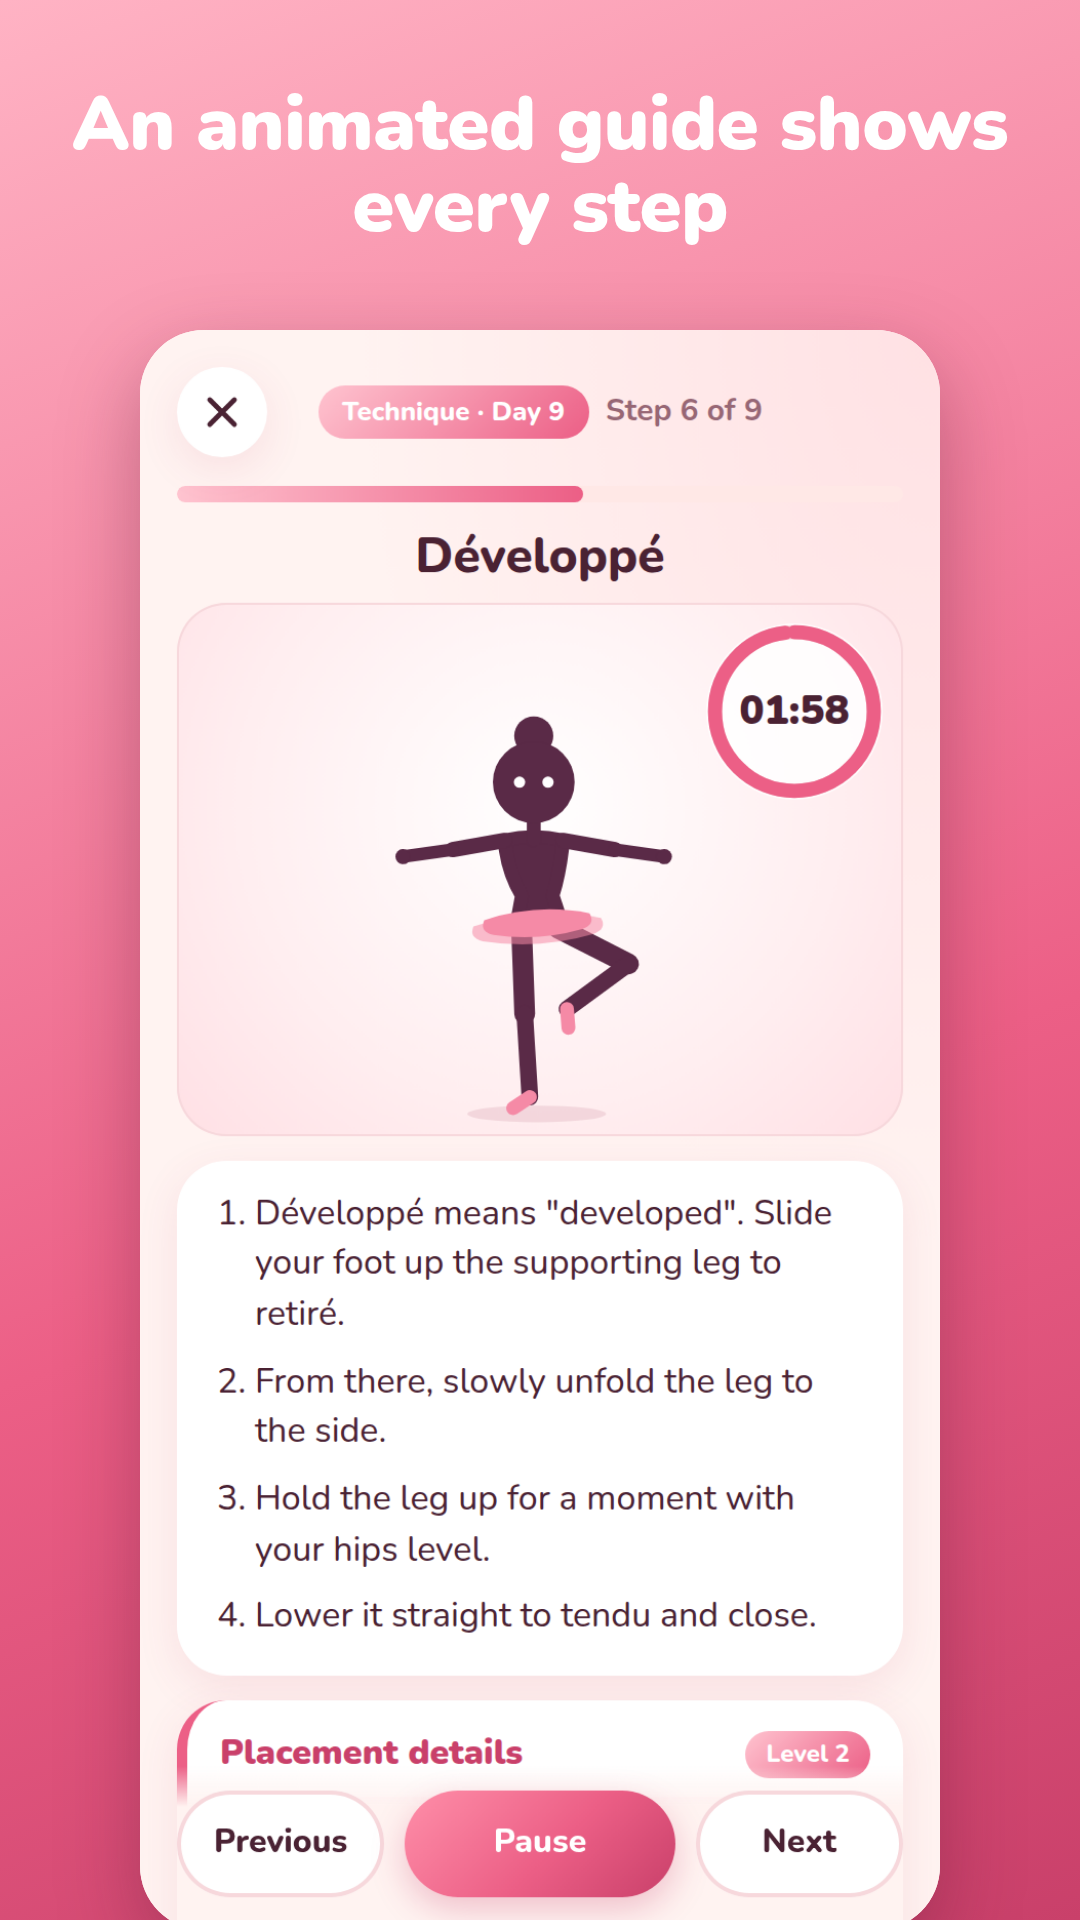 An animated guide shows
every step
Technique · Day 9
Step 6 of 9
Développé
01:58
1. Développé means "developed". Slide
your foot up the supporting leg to
retiré.
2. From there, slowly unfold the leg to
the side.
3. Hold the leg up for a moment with
your hips level.
4. Lower it straight to tendu and close.
Placement details
Level 2
Previous
Pause
Next